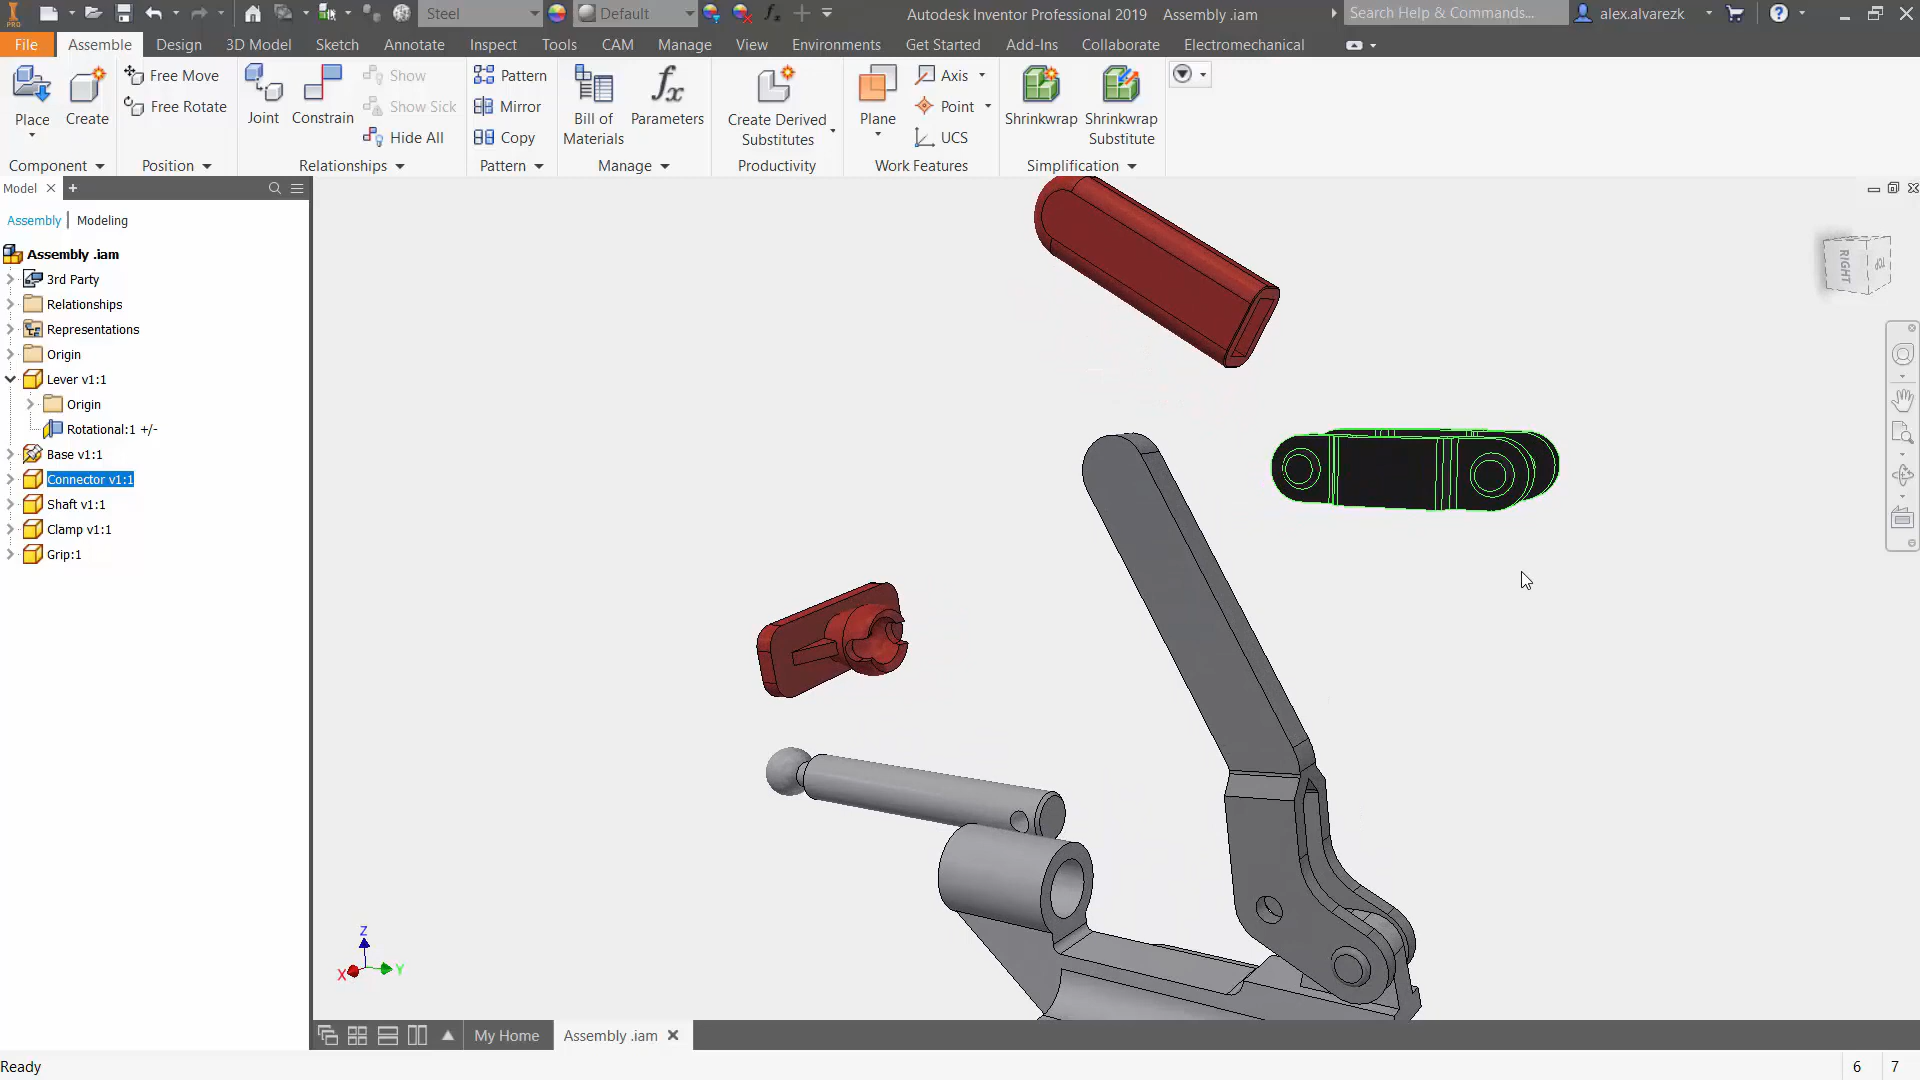 PRO
Steel
Default
Autodesk Inventor Professional 2019 Assembly .iam
Search Help & Commands...
alex.alvarezk
File Assemble Design 3D Model Sketch Annotate Inspect Tools CAM Manage View Environments Get Started Add-Ins Collaborate Electromechanical
Place
Create
Free Move
Free Rotate
Joint
Constrain
Show
Show Sick
Hide All
Pattern
Mirror
Copy
Bill of
Materials
fx
Parameters
Create Derived
Substitutes
Plane
Axis
Point
UCS
Shrinkwrap
Shrinkwrap
Substitute
Component Position Relationships Pattern Manage Productivity Work Features Simplification
Model
Assembly | Modeling
Assembly .iam
3rd Party
Relationships
Representations
Origin
Lever v1:1
Origin
Rotational:1 +/-
Base v1:1
Connector v1:1
Shaft v1:1
Clamp v1:1
Grip:1
RIGHT
TOP
Z
X
Y
My Home
Assembly .iam
Ready
6 7